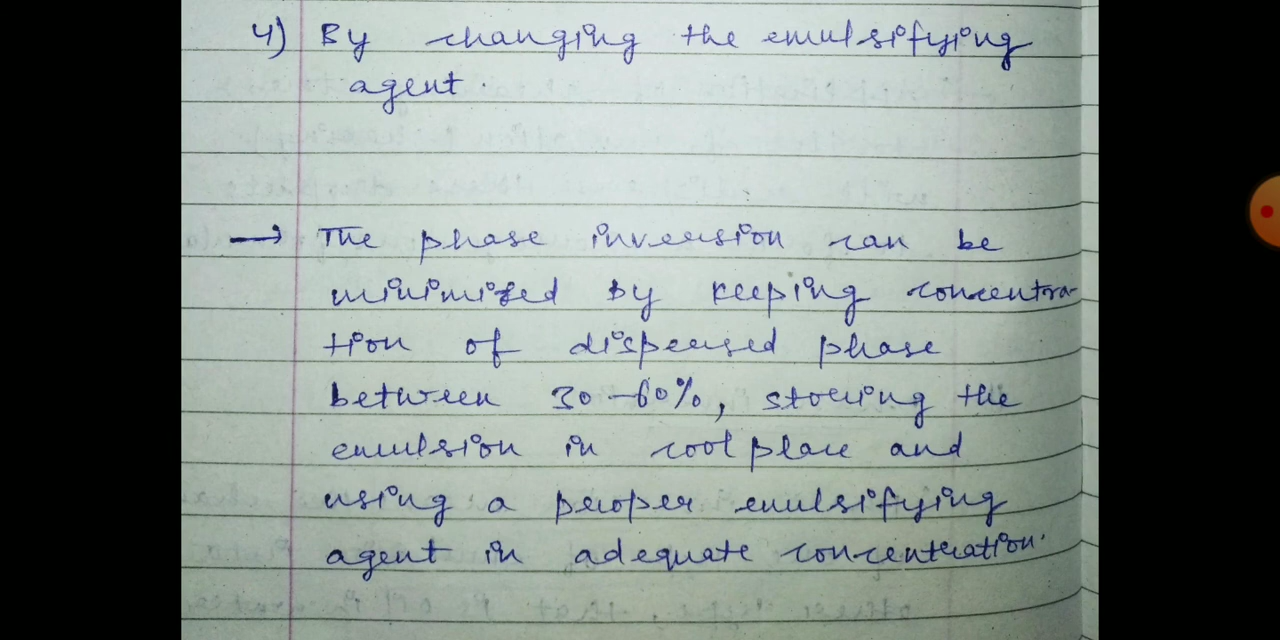 4) By changing the emulsifying
agent.
→ The phase inversion can be
minimized by keeping concentra-
tion of dispersed phase
between 30-60%, storing the
emulsion in cool place and
using a proper emulsifying
agent in adequate concentration.